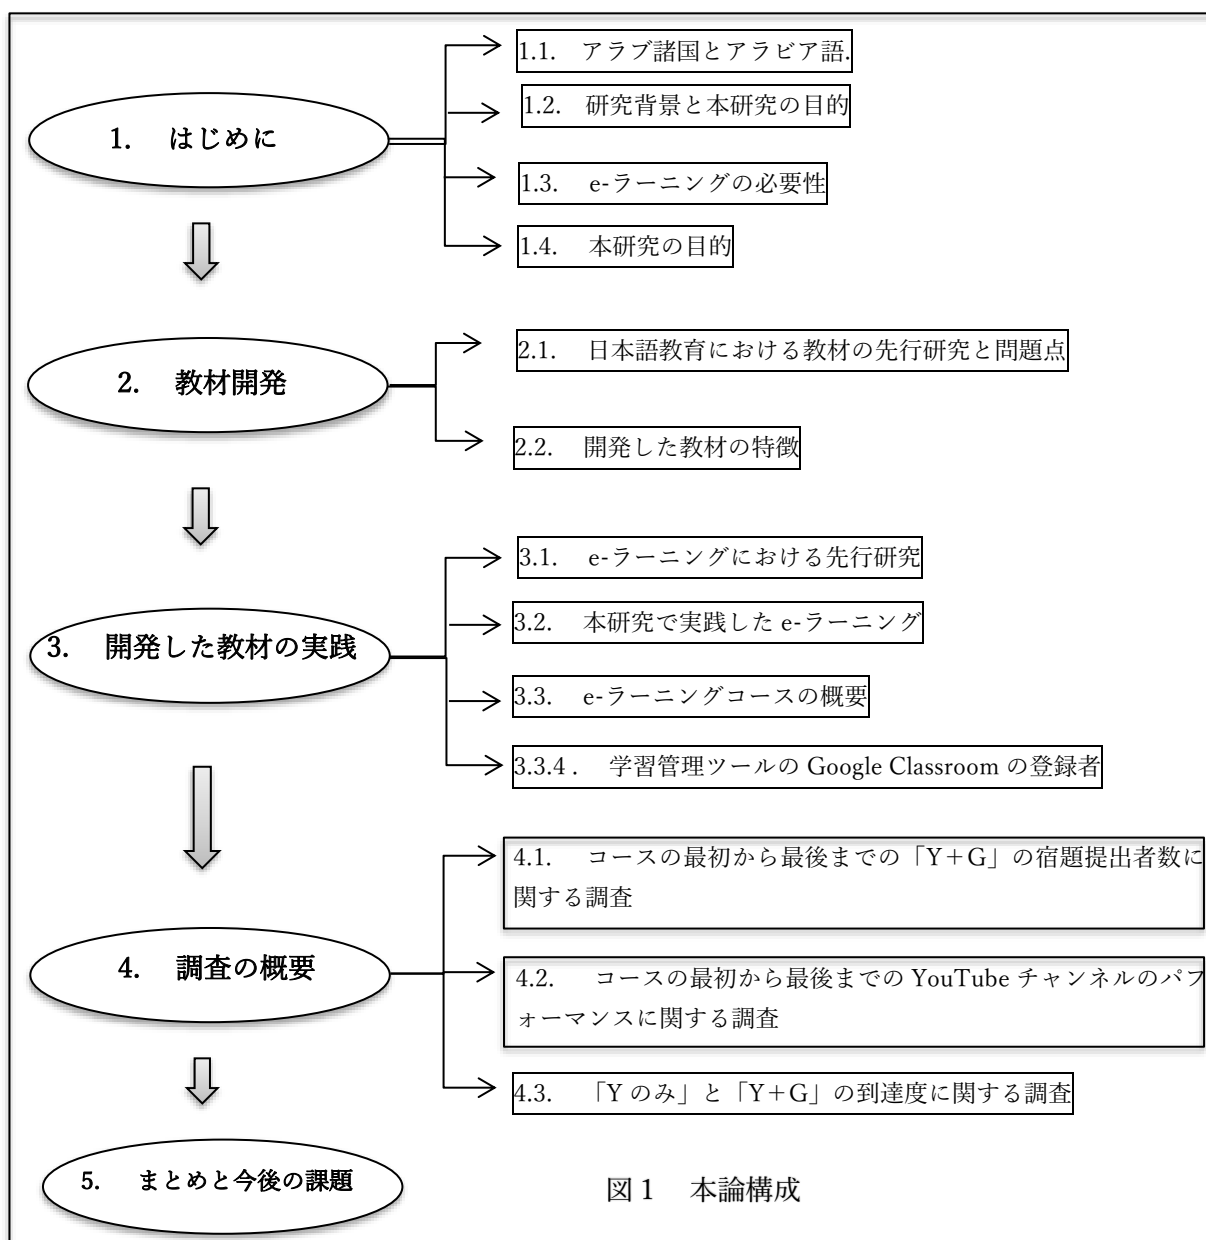 1. はじめに
1.1. アラブ諸国とアラビア語.
1.2. 研究背景と本研究の目的
1.3. e-ラーニングの必要性
1.4. 本研究の目的
2. 教材開発
2.1. 日本語教育における教材の先行研究と問題点
2.2. 開発した教材の特徴
3. 開発した教材の実践
3.1. e-ラーニングにおける先行研究
3.2. 本研究で実践した e-ラーニング
3.3. e-ラーニングコースの概要
3.3.4 . 学習管理ツールの Google Classroom の登録者
4. 調査の概要
4.1. コースの最初から最後までの「Y+G」の宿題提出者数に
関する調査
4.2. コースの最初から最後までの YouTube チャンネルのパフ
ォーマンスに関する調査
4.3. 「Y のみ」と「Y+G」の到達度に関する調査
5. まとめと今後の課題
図 1 本論構成